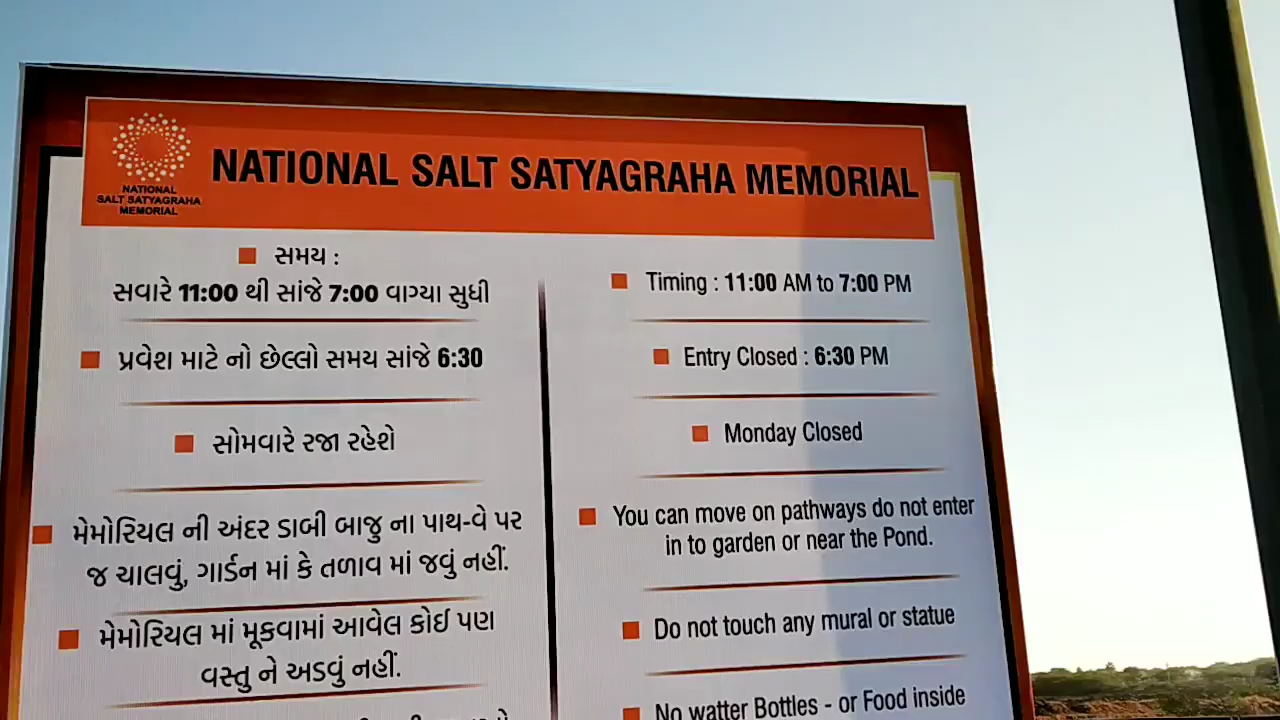 NATIONAL
SALT SATYAGRAHA
MEMORIAL
NATIONAL SALT SATYAGRAHA MEMORIAL
સમય :
સવારે 11:00 થી સાંજે 7:00 વાગ્યા સુધી
પ્રવેશ માટે નો છેલ્લો સમય સાંજે 6:30
સોમવારે રજા રહેશે
મેમોરિયલ ની અંદર ડાબી બાજુ ના પાથ-વે પર
જ ચાલવું, ગાર્ડન માં કે તળાવ માં જવું નહીં.
મેમોરિયલ માં મૂકવામાં આવેલ કોઈ પણ
વસ્તુ ને અડવું નહીં.
Timing : 11:00 AM to 7:00 PM
Entry Closed : 6:30 PM
Monday Closed
You can move on pathways do not enter
in to garden or near the Pond.
Do not touch any mural or statue
No watter Bottles - or Food inside